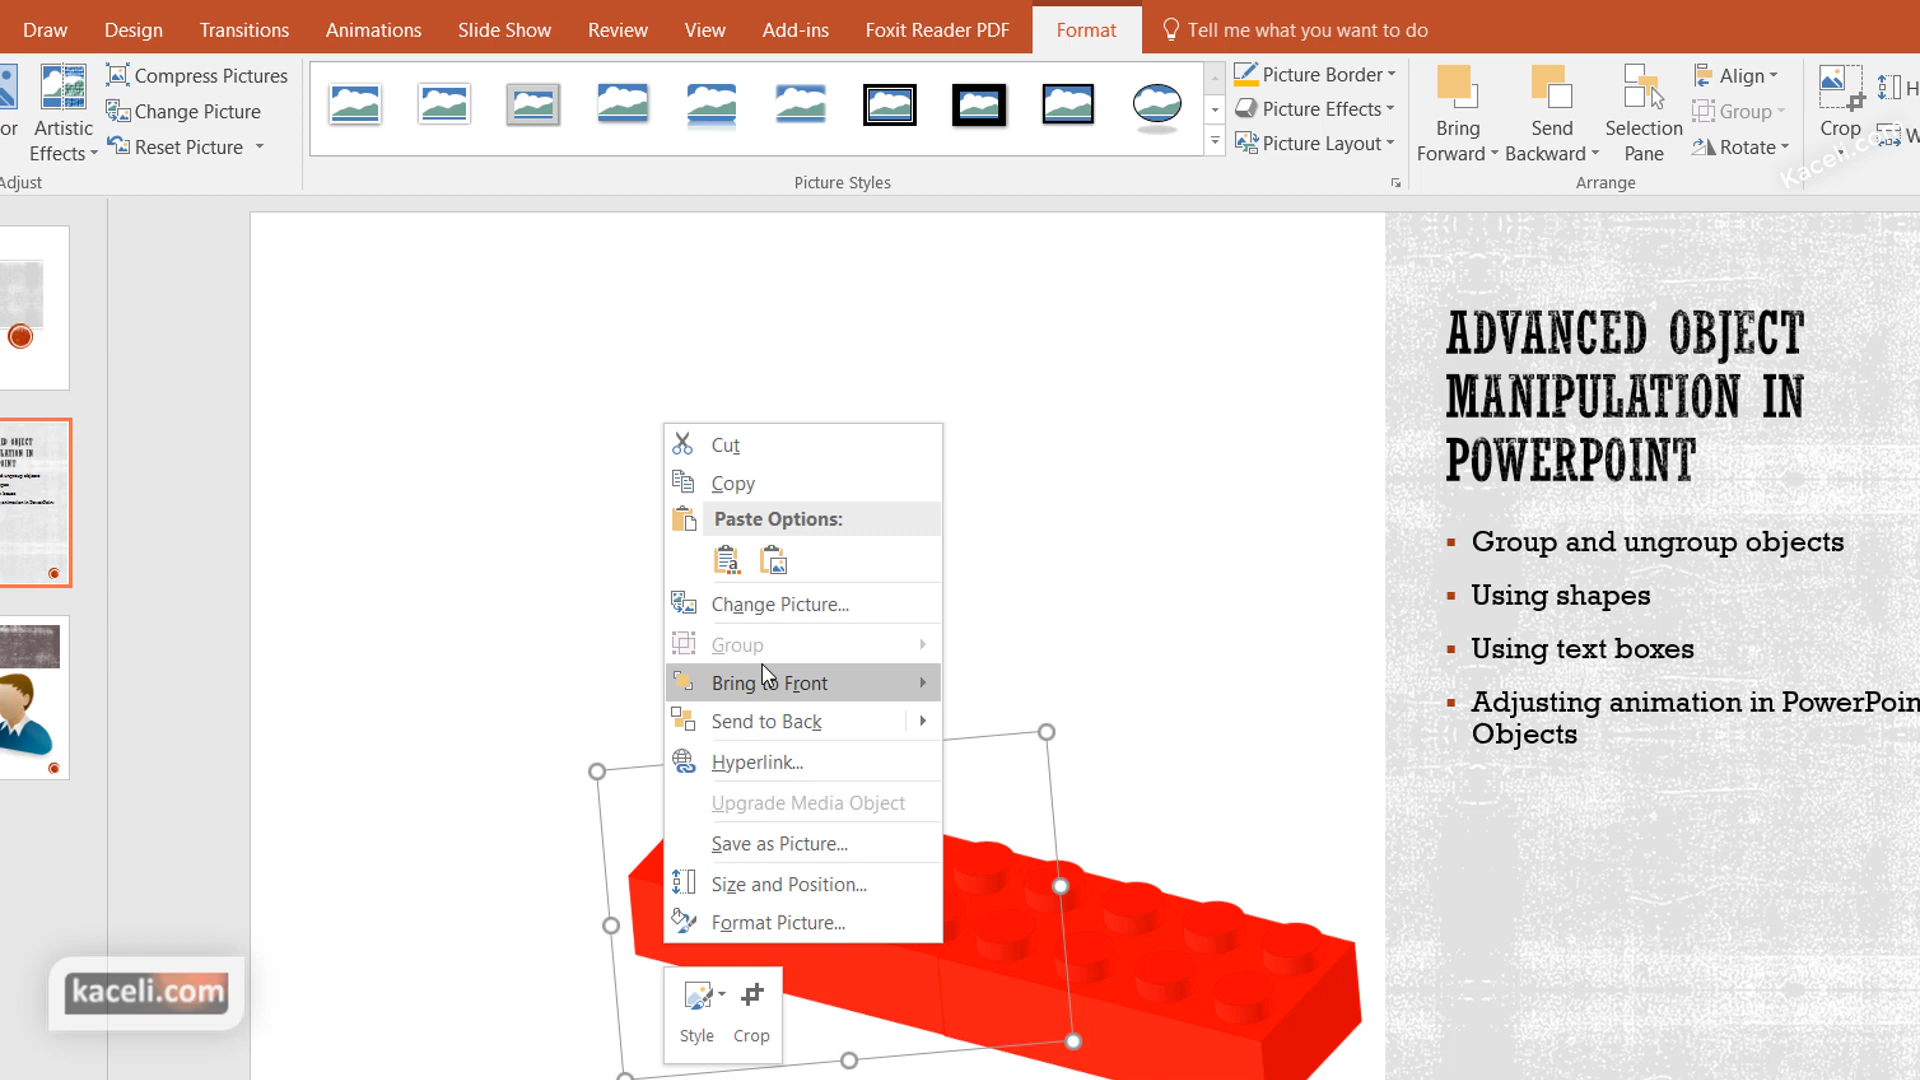 Draw Design Transitions Animations Slide Show Review View Add-ins Foxit Reader PDF Format Tell me what you want to do
Compress Pictures
Change Picture
Reset Picture
or
Artistic
Effects
Adjust
Picture Styles
Picture Border
Picture Effects
Picture Layout
Bring
Forward
Send
Backward
Selection
Pane
Align
Group
Rotate
Arrange
Crop
H
W
Kaceli.com
ADVANCED OBJECT
MANIPULATION IN
POWERPOINT
Group and ungroup objects
Using shapes
Using text boxes
Adjusting animation in PowerPoin
Objects
Cut
Copy
Paste Options:
Change Picture...
Group
Bring to Front
Send to Back
Hyperlink...
Upgrade Media Object
Save as Picture...
Size and Position...
Format Picture...
Style Crop
kaceli.com